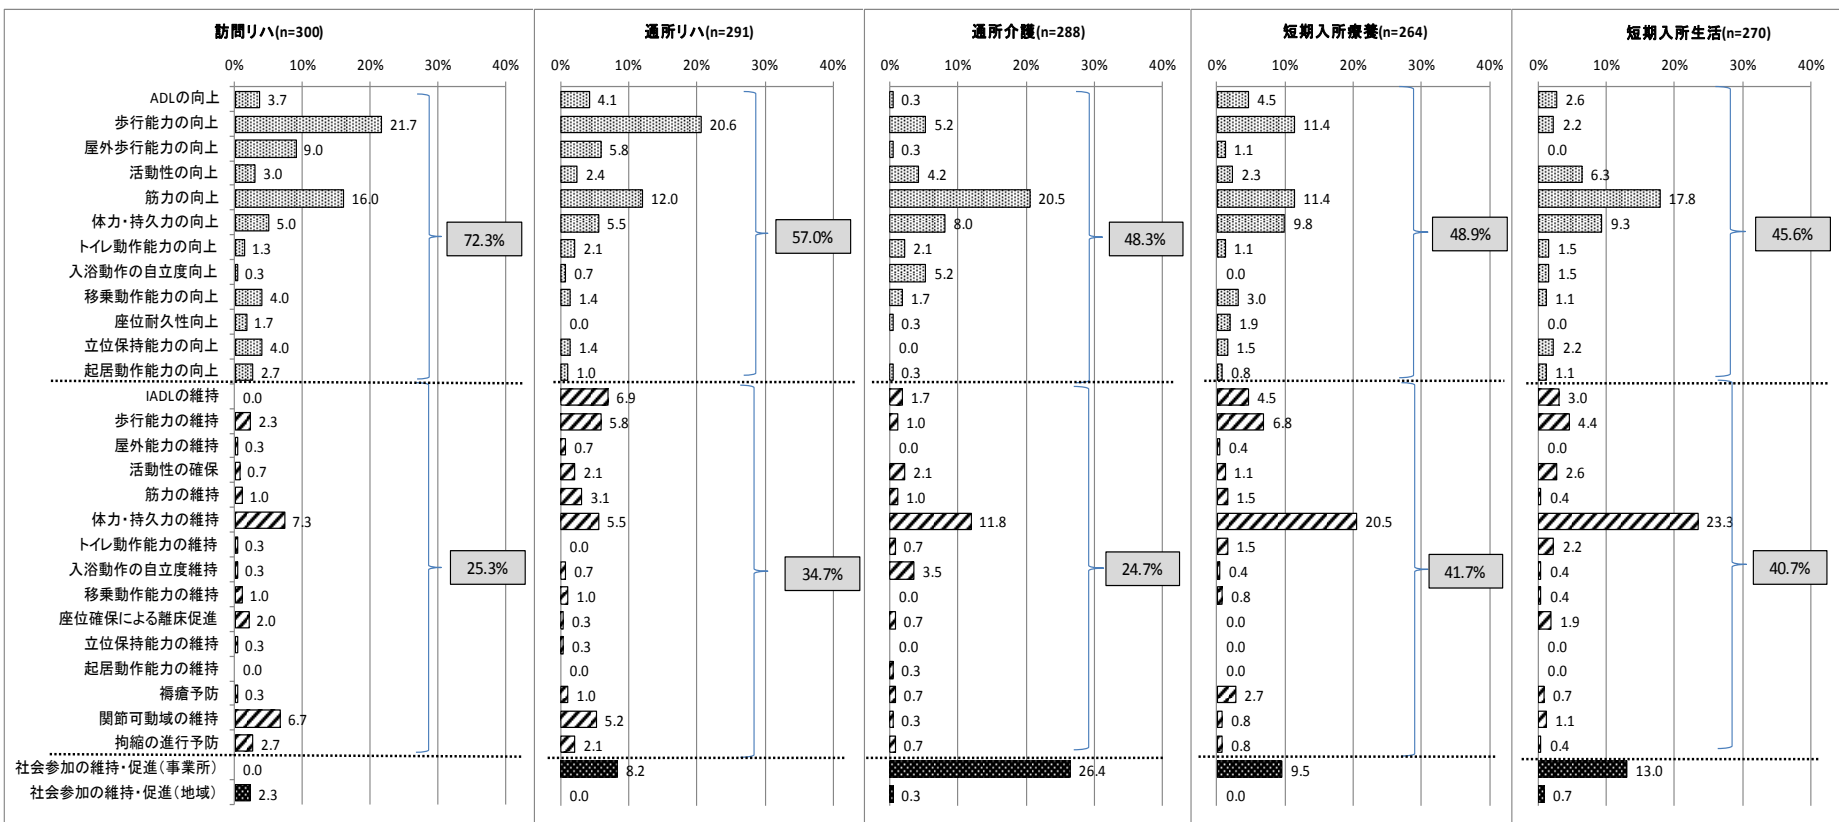 訪問リハ(n=300) 通所リハ(n=291) 通所介護(n=288) 短期入所療養(n=264) 短期入所生活(n=270)
0% 10% 20% 30% 40% 0% 10% 20% 30% 40% 0% 10% 20% 30% 40% 0% 10% 20% 30% 40% 0% 10% 20% 30% 40%
ADLの向上 3.7 4.1 0.3 4.5 2.6
歩行能力の向上 21.7 20.6 5.2 11.4 2.2
屋外歩行能力の向上 9.0 5.8 0.3 1.1 0.0
活動性の向上 3.0 2.4 4.2 2.3 6.3
筋力の向上 16.0 12.0 20.5 11.4 17.8
体力・持久力の向上 5.0 5.5 8.0 9.8 9.3
72.3% 57.0% 48.3% 48.9% 45.6%
トイレ動作能力の向上 1.3 2.1 2.1 1.1 1.5
入浴動作の自立度向上 0.3 0.7 5.2 0.0 1.5
移乗動作能力の向上 4.0 1.4 1.7 3.0 1.1
座位耐久性向上 1.7 0.0 0.3 1.9 0.0
立位保持能力の向上 4.0 1.4 0.0 1.5 2.2
起居動作能力の向上 2.7 1.0 0.3 0.8 1.1
IADLの維持 0.0 6.9 1.7 4.5 3.0
歩行能力の維持 2.3 5.8 1.0 6.8 4.4
屋外能力の維持 0.3 0.7 0.0 0.4 0.0
活動性の確保 0.7 2.1 2.1 1.1 2.6
筋力の維持 1.0 3.1 1.0 1.5 0.4
体力・持久力の維持 7.3 5.5 11.8 20.5 23.3
トイレ動作能力の維持 0.3 0.0 0.7 1.5 2.2
25.3% 34.7% 24.7% 41.7% 40.7%
入浴動作の自立度維持 0.3 0.7 3.5 0.4 0.4
移乗動作能力の維持 1.0 1.0 0.0 0.8 0.4
座位確保による離床促進 2.0 0.3 0.7 0.0 1.9
立位保持能力の維持 0.3 0.3 0.0 0.0 0.0
起居動作能力の維持 0.0 0.0 0.3 0.0 0.0
褥瘡予防 0.3 1.0 0.7 2.7 0.7
関節可動域の維持 6.7 5.2 0.3 0.8 1.1
拘縮の進行予防 2.7 2.1 0.7 0.8 0.4
社会参加の維持・促進(事業所) 0.0 8.2 26.4 9.5 13.0
社会参加の維持・促進(地域) 2.3 0.0 0.3 0.0 0.7